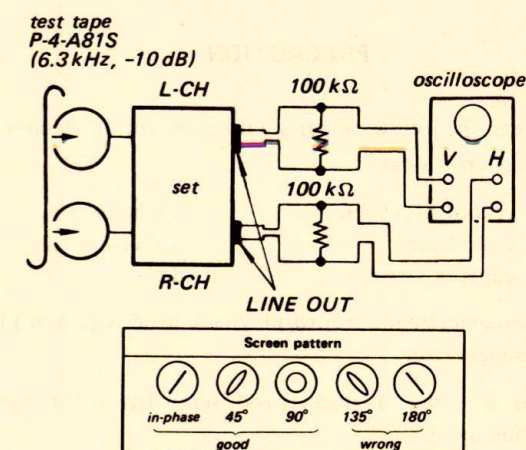 test tape
P-4-A81S
(6.3 kHz, -10 dB)
L-CH
100 kΩ
oscilloscope
V H
set
100 kΩ
R-CH
LINE OUT
Screen pattern
in-phase 45° 90° 135° 180°
good wrong